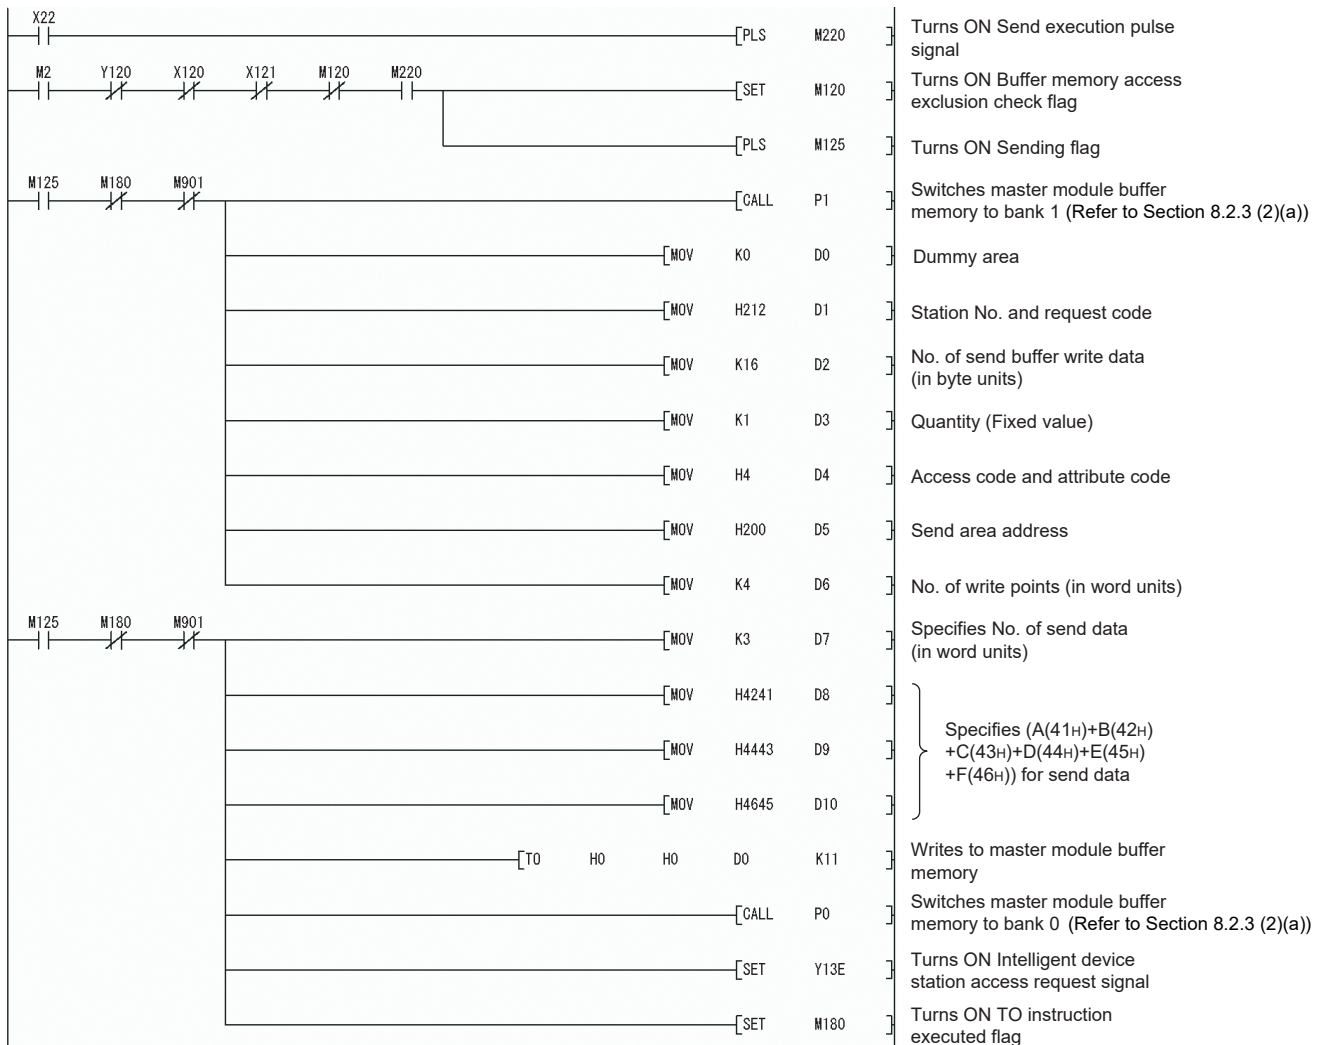 X22
[PLS M220 ]
Turns ON Send execution pulse
signal
M2 Y120 X120 X121 M120 M220
[SET M120 ]
Turns ON Buffer memory access
exclusion check flag
[PLS M125 ]
Turns ON Sending flag
M125 M180 M901
[CALL P1 ]
Switches master module buffer
memory to bank 1 (Refer to Section 8.2.3 (2)(a))
[MOV K0 D0 ]
Dummy area
[MOV H212 D1 ]
Station No. and request code
[MOV K16 D2 ]
No. of send buffer write data
(in byte units)
[MOV K1 D3 ]
Quantity (Fixed value)
[MOV H4 D4 ]
Access code and attribute code
[MOV H200 D5 ]
Send area address
[MOV K4 D6 ]
No. of write points (in word units)
M125 M180 M901
[MOV K3 D7 ]
Specifies No. of send data
(in word units)
[MOV H4241 D8 ]
[MOV H4443 D9 ]
[MOV H4645 D10 ]
Specifies (A(41H)+B(42H)
+C(43H)+D(44H)+E(45H)
+F(46H)) for send data
[TO H0 H0 D0 K11 ]
Writes to master module buffer
memory
[CALL P0 ]
Switches master module buffer
memory to bank 0 (Refer to Section 8.2.3 (2)(a))
[SET Y13E ]
Turns ON Intelligent device
station access request signal
[SET M180 ]
Turns ON TO instruction
executed flag